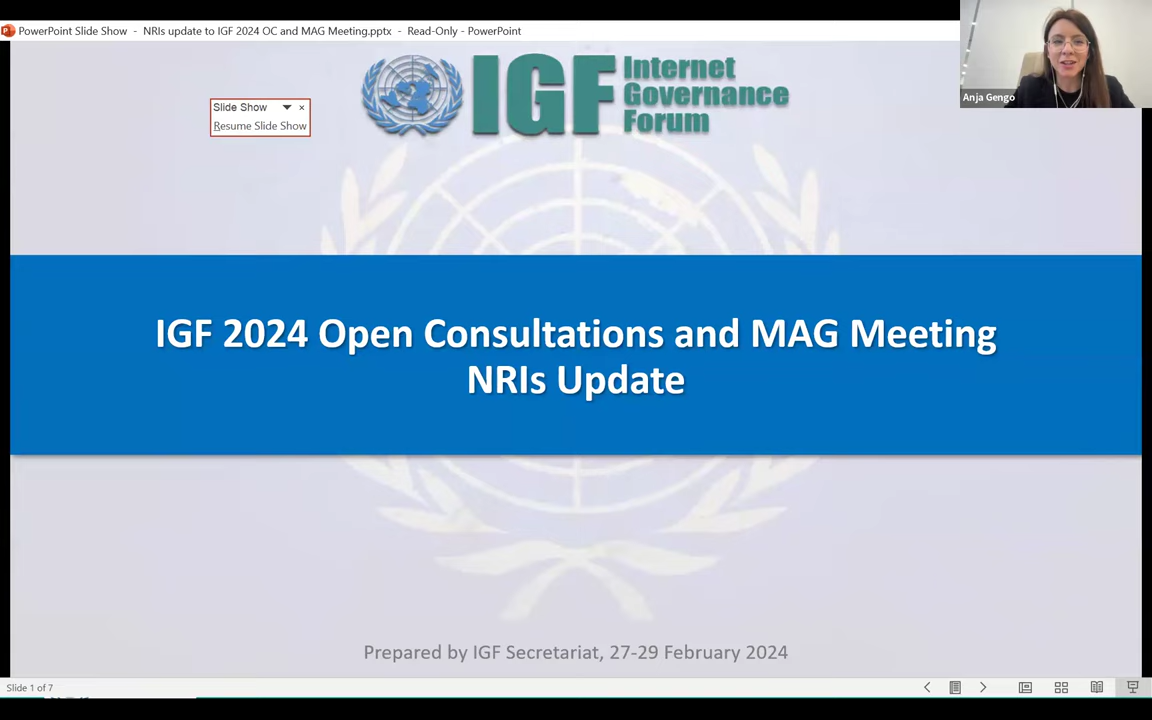 PowerPoint Slide Show - NRIs update to IGF 2024 OC and MAG Meeting.pptx - Read-Only - PowerPoint
Anja Gengo
IGF Internet
Governance
Forum
Slide Show
Resume Slide Show
IGF 2024 Open Consultations and MAG Meeting
NRIs Update
Prepared by IGF Secretariat, 27-29 February 2024
Slide 1 of 7